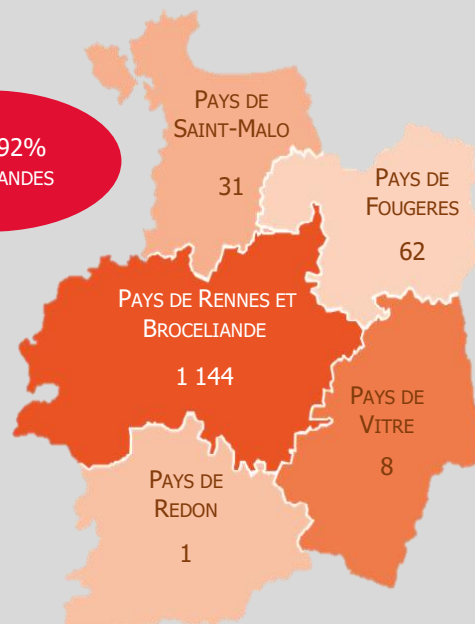 92%
PAYS DE
SAINT-MALO
31
PAYS DE
FOUGERES
62
PAYS DE RENNES ET
BROCELIANDE
1 144
PAYS DE
VITRE
8
PAYS DE
REDON
1